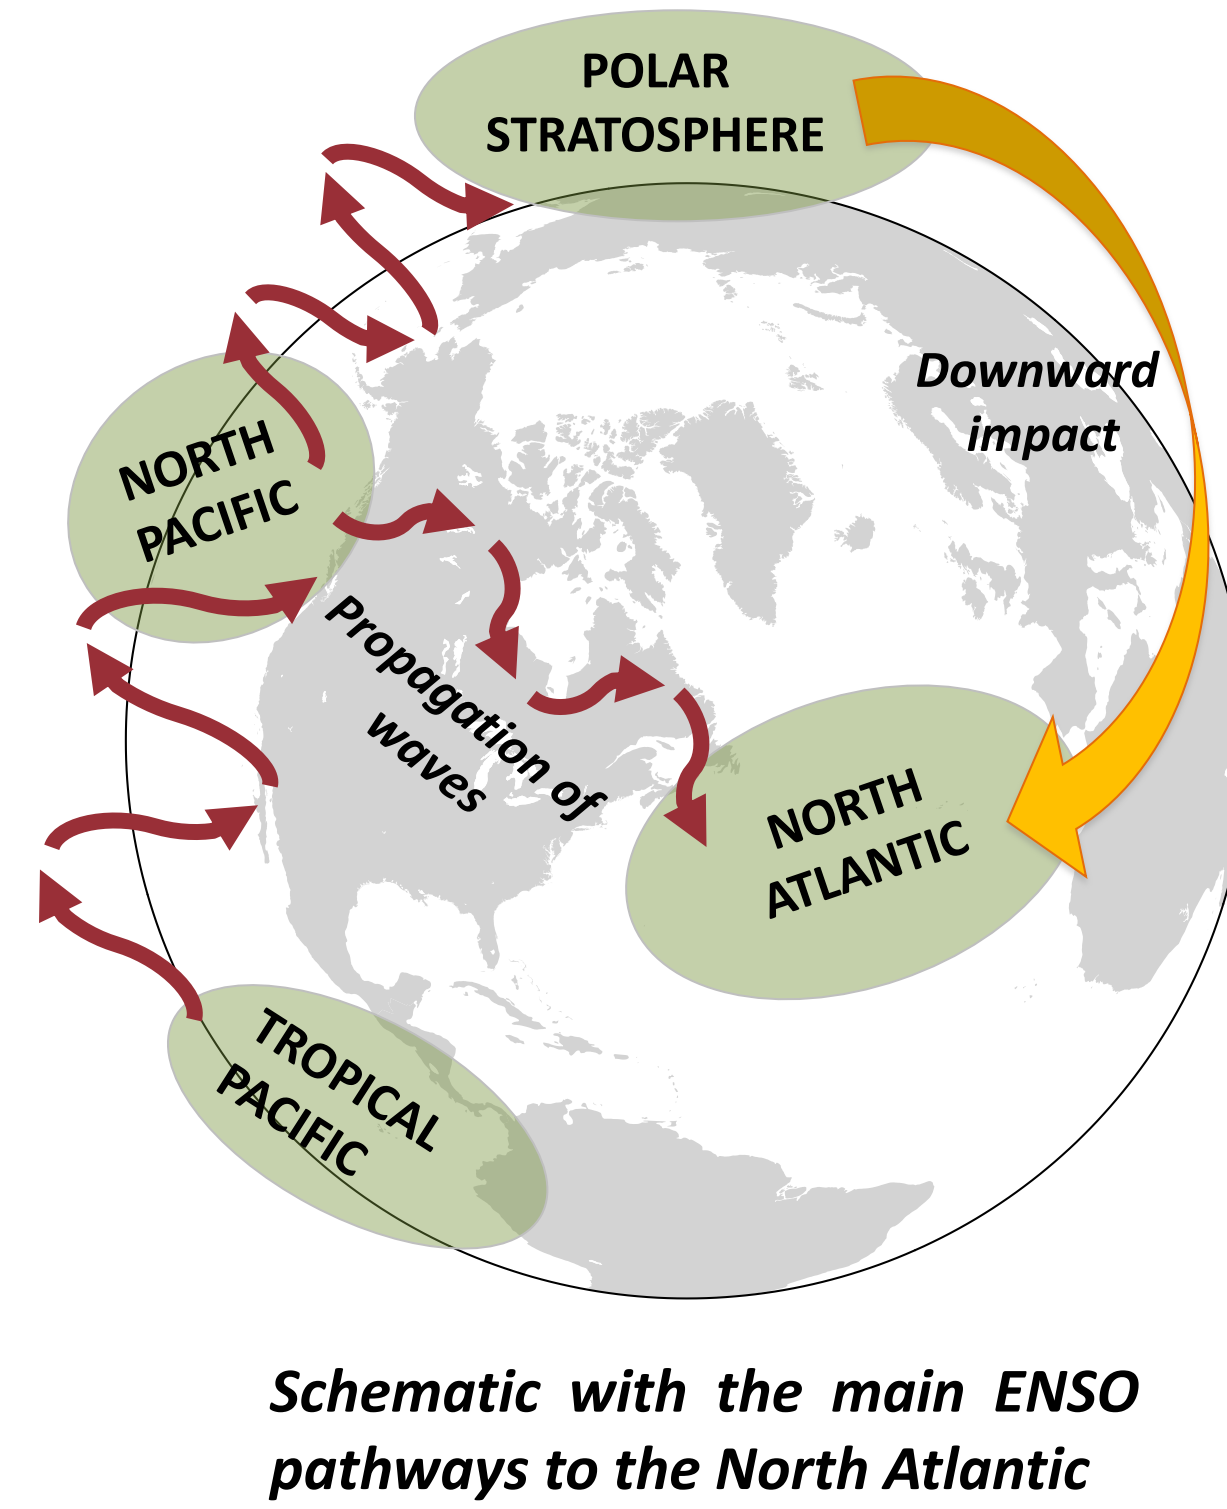 POLAR
STRATOSPHERE
Downward
impact
NORTH
PACIFIC
Propagation of
waves
NORTH
ATLANTIC
TROPICAL
PACIFIC
Schematic with the main ENSO
pathways to the North Atlantic